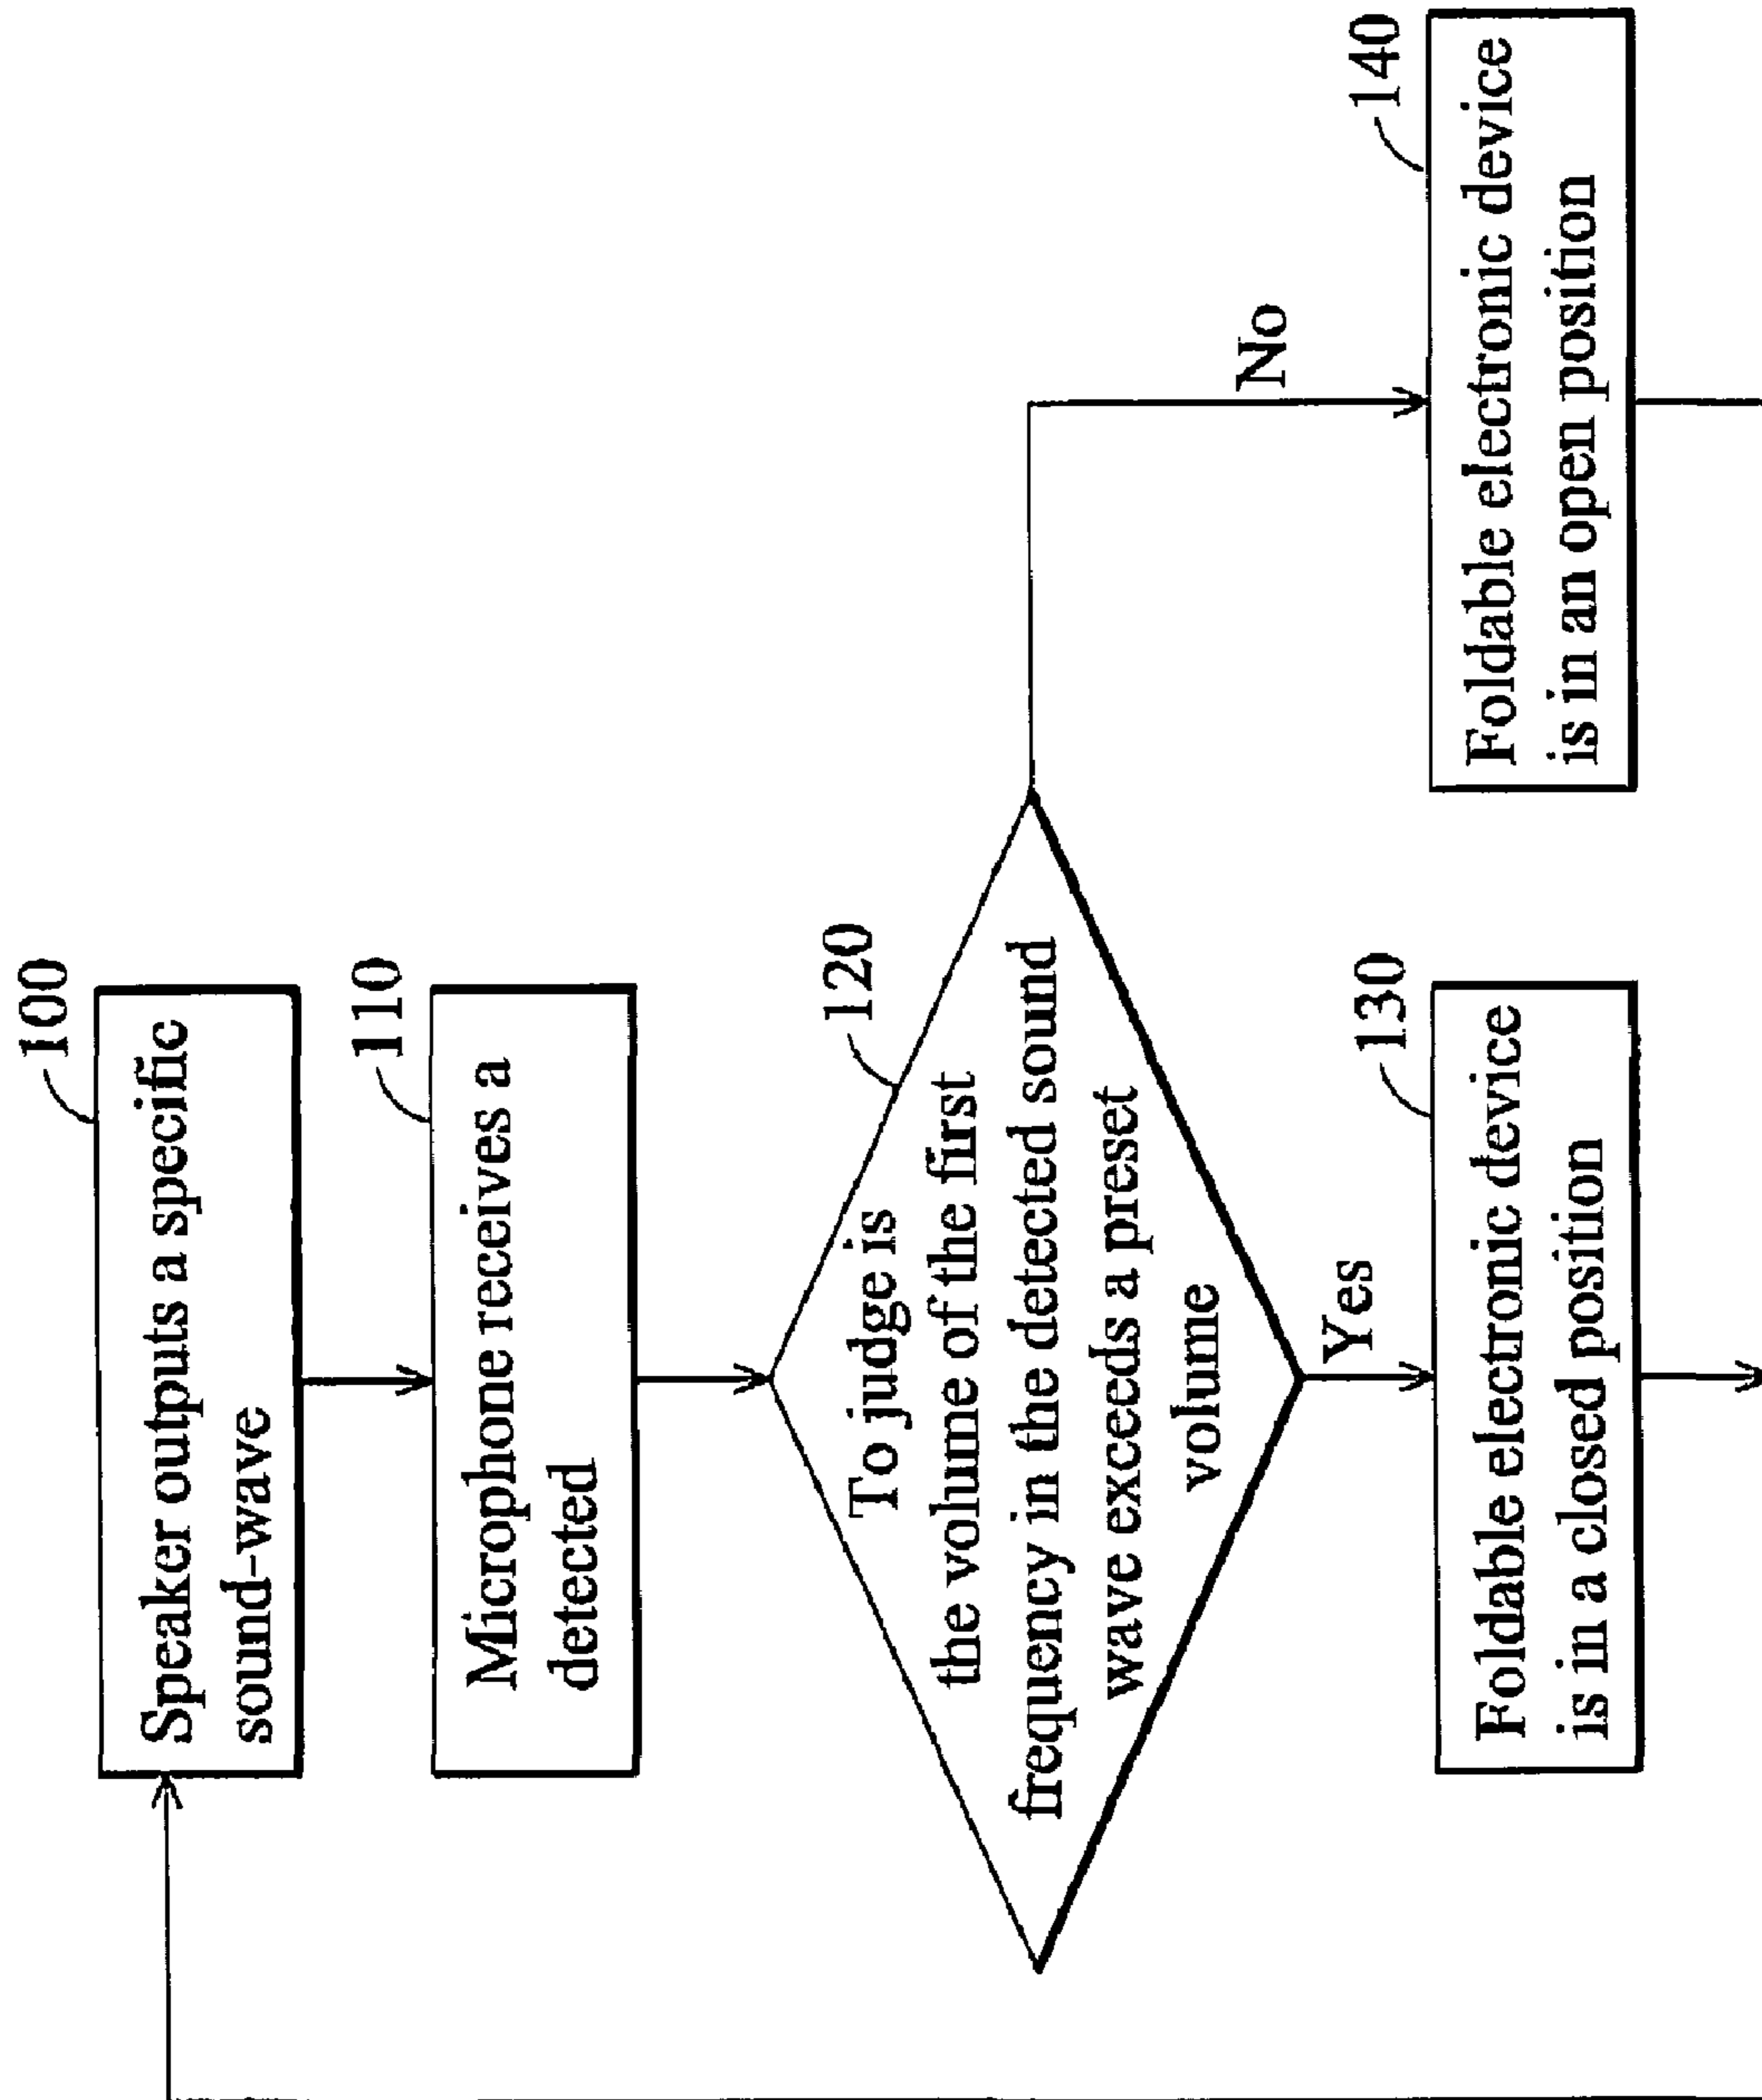 100
Speaker outputs a specific
sound-wave
110
Microphone receives a
detected
120
To judge is
the volume of the first
frequency in the detected sound
wave exceeds a preset
volume
Yes
No
130
Foldable electronic device
is in a closed position
140
Foldable electronic device
is in an open position